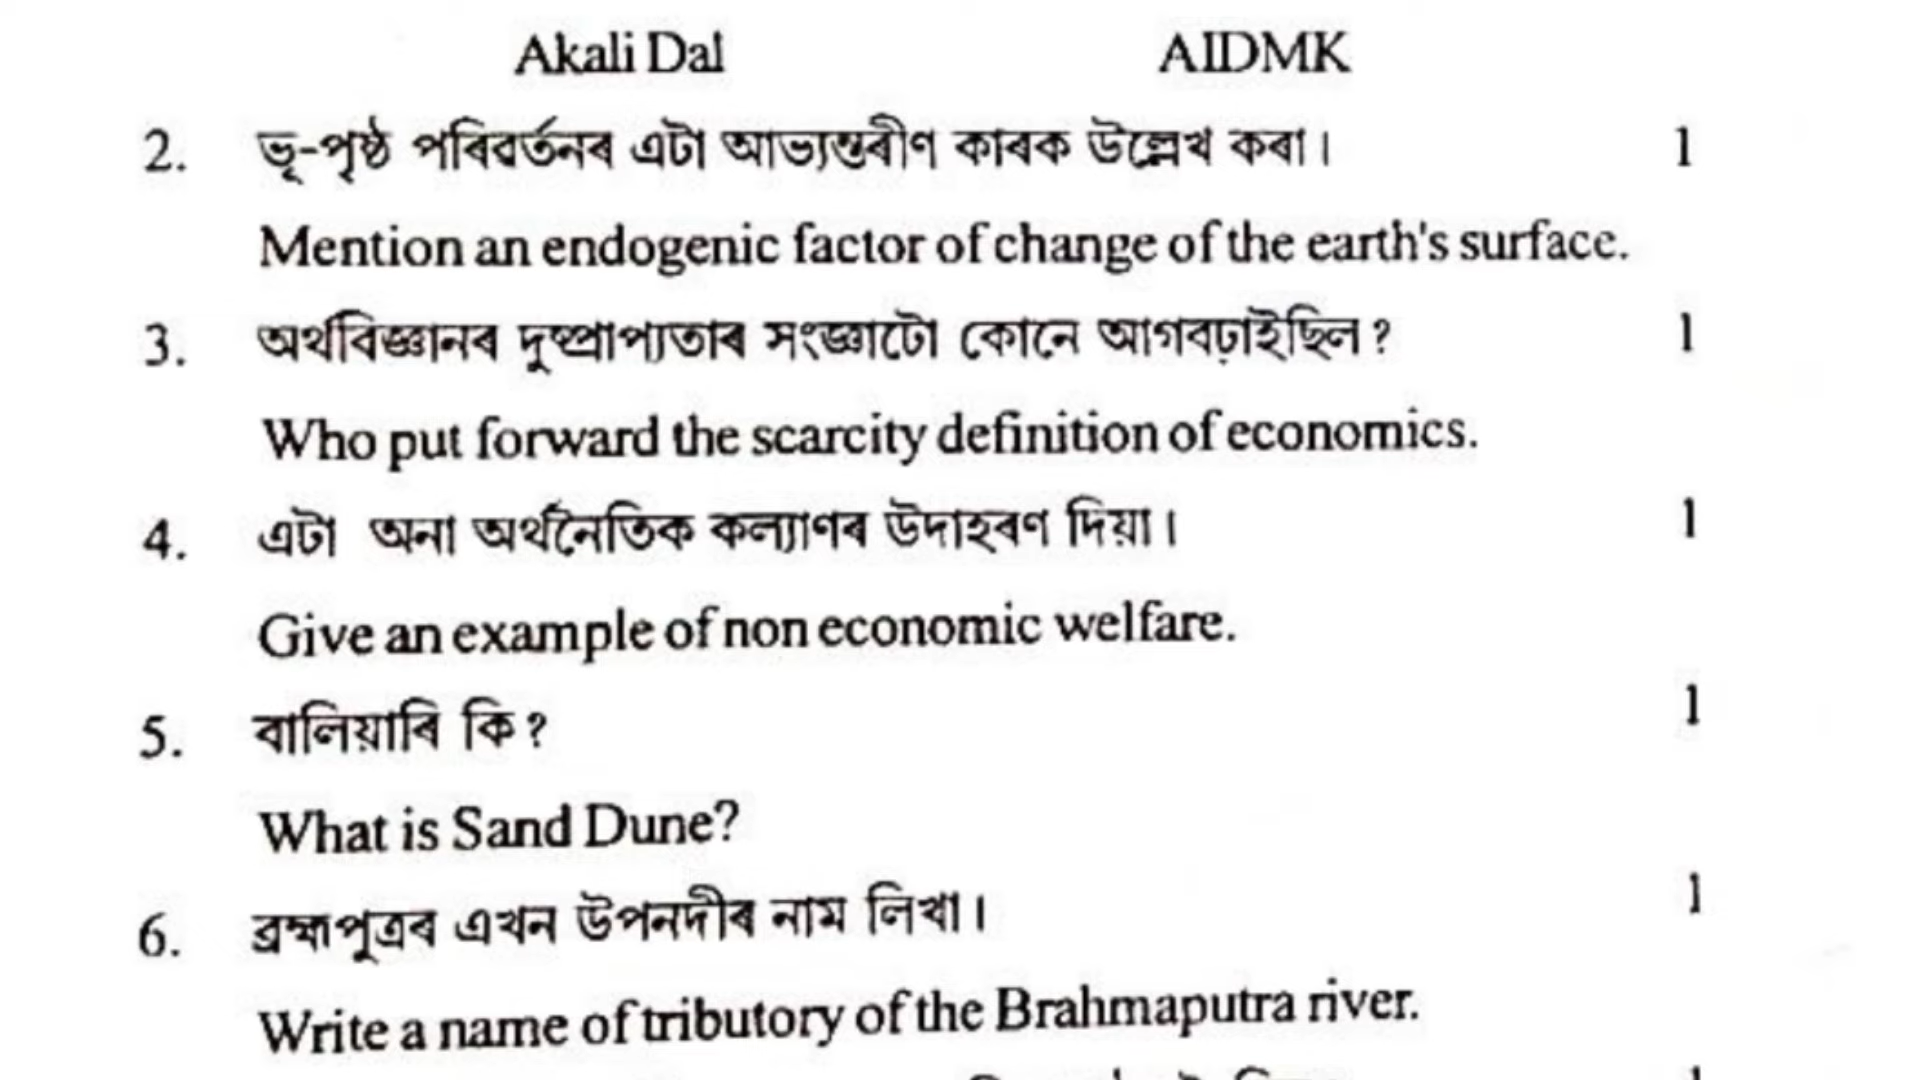 Akali Dal AIDMK
2. ভূ-পৃষ্ঠ পৰিৱৰ্তনৰ এটা আভ্যন্তৰীণ কাৰক উল্লেখ কৰা। 1
Mention an endogenic factor of change of the earth's surface.
3. অৰ্থবিজ্ঞানৰ দুষ্প্ৰাপ্যতাৰ সংজ্ঞাটো কোনে আগবঢ়াইছিল? 1
Who put forward the scarcity definition of economics.
4. এটা অনা অৰ্থনৈতিক কল্যাণৰ উদাহৰণ দিয়া। 1
Give an example of non economic welfare.
5. বালিয়াৰি কি? 1
What is Sand Dune?
6. ব্ৰহ্মপুত্ৰৰ এখন উপনদীৰ নাম লিখা। 1
Write a name of tributory of the Brahmaputra river.